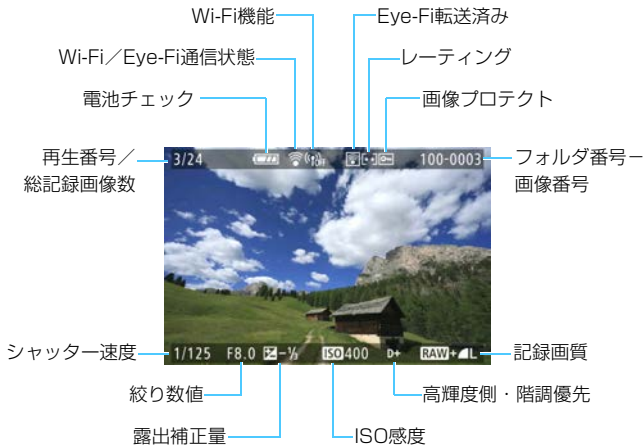 Wi-Fi機能
Eye-Fi転送済み
Wi-Fi／Eye-Fi通信状態
レーティング
電池チェック
画像プロテクト
再生番号／
総記録画像数
3/24
OFF
100-0003
フォルダ番号－
画像番号
シャッター速度
1/125 F8.0 -⅓ ISO 400 D+ RAW+L
記録画質
絞り数値
高輝度側・階調優先
露出補正量
ISO感度